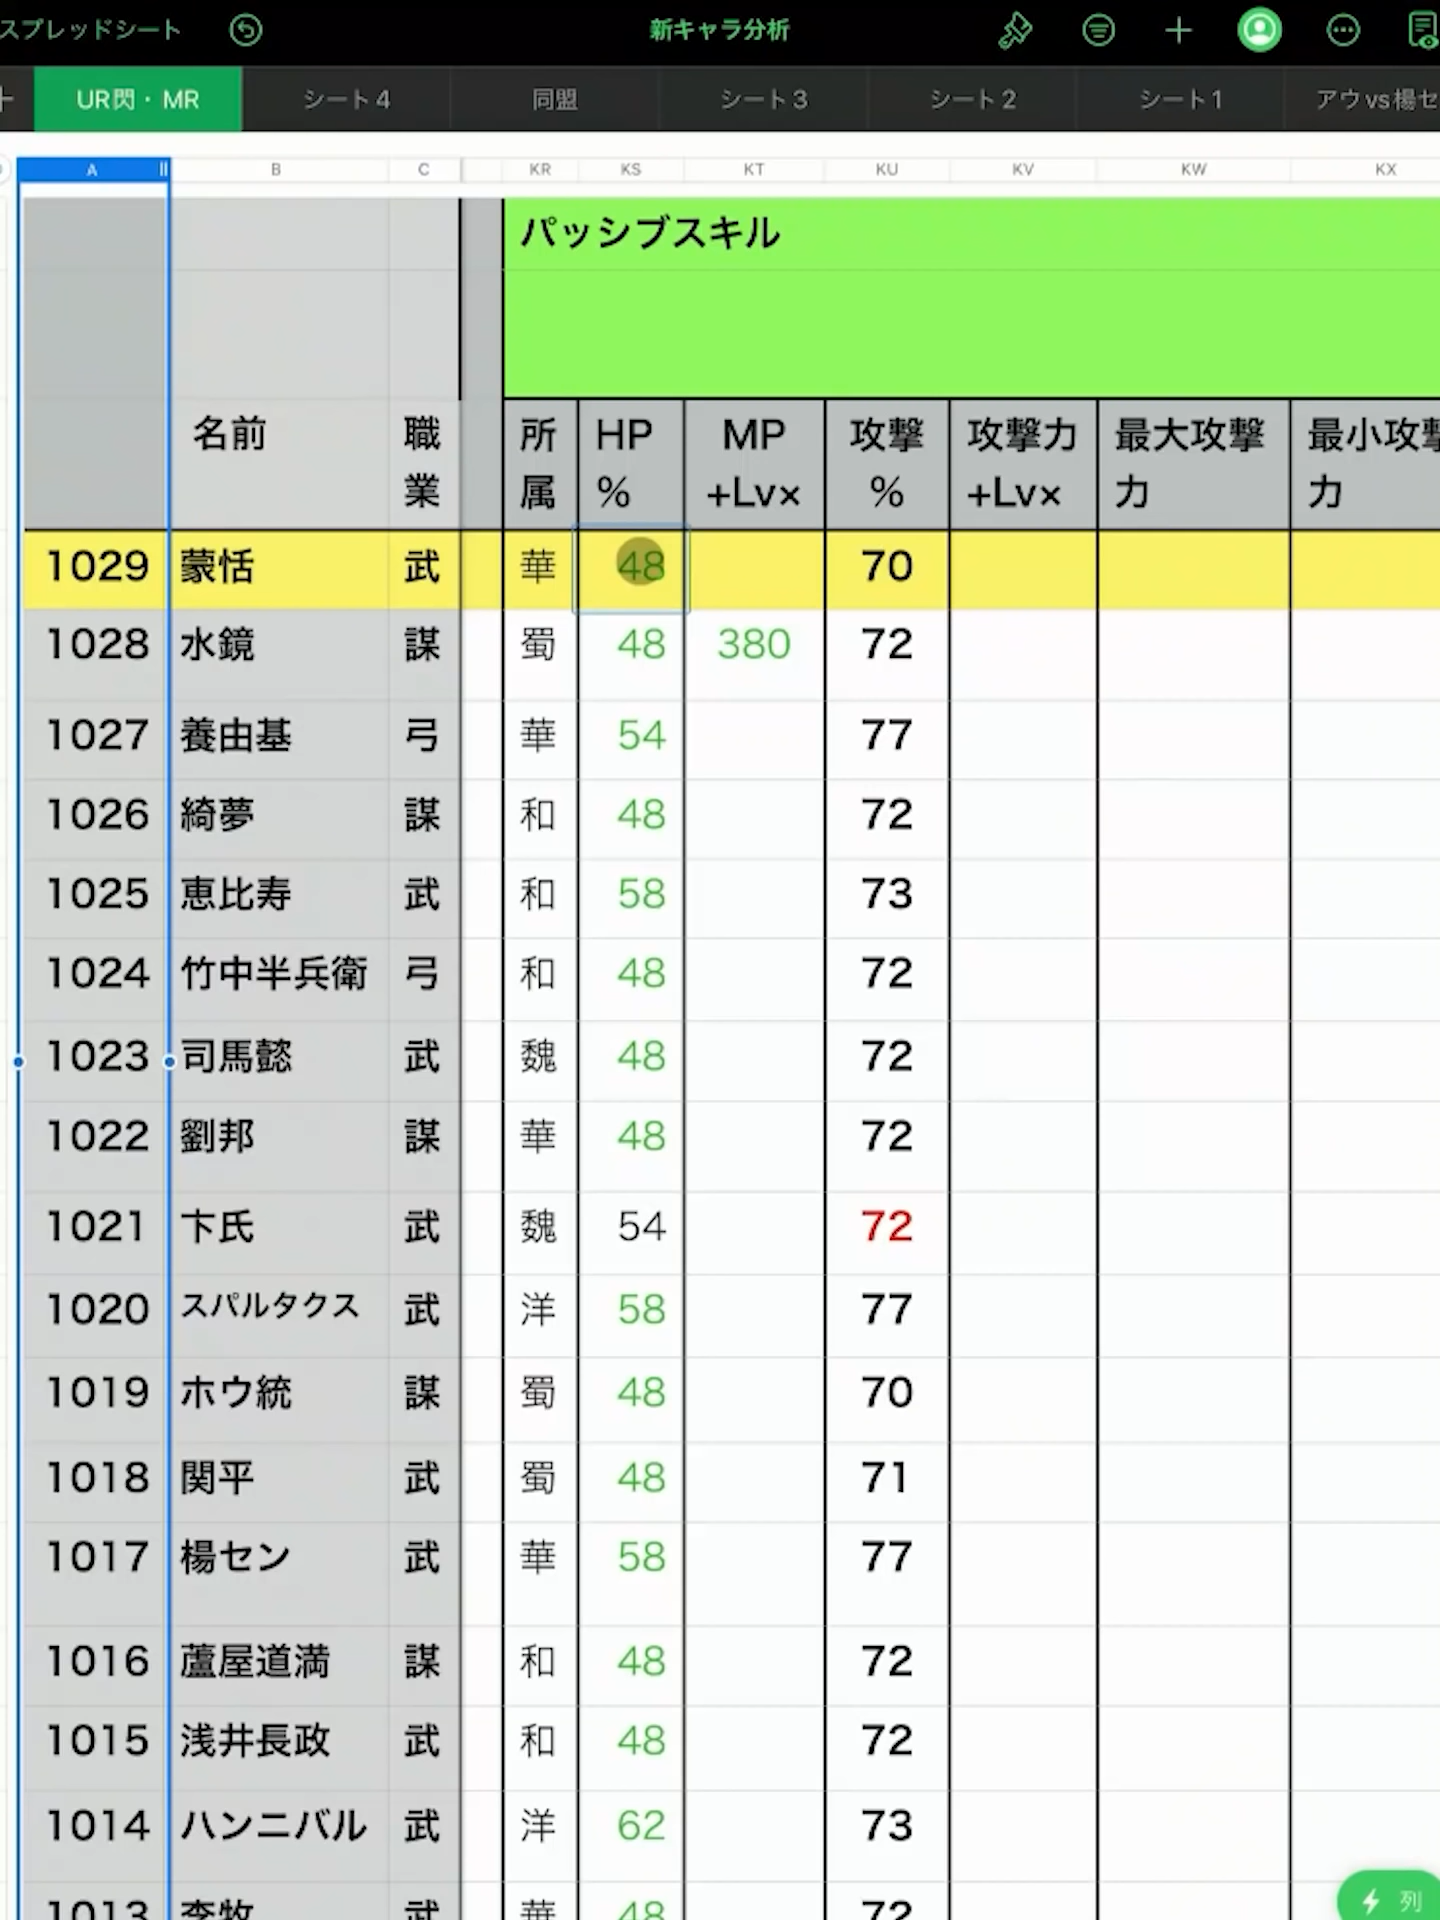 スプレッドシート 新キャラ分析
UR閃・MR シート4 同盟 シート3 シート2 シート1 アウvs楊セ
A B C KR KS KT KU KV KW KX
パッシブスキル
名前 職業 所属 HP% MP+Lv× 攻撃% 攻撃力+Lv× 最大攻撃力 最小攻撃力
1029 蒙恬 武 華 48 70
1028 水鏡 謀 蜀 48 380 72
1027 養由基 弓 華 54 77
1026 綺夢 謀 和 48 72
1025 恵比寿 武 和 58 73
1024 竹中半兵衛 弓 和 48 72
1023 司馬懿 武 魏 48 72
1022 劉邦 謀 華 48 72
1021 卞氏 武 魏 54 72
1020 スパルタクス 武 洋 58 77
1019 ホウ統 謀 蜀 48 70
1018 関平 武 蜀 48 71
1017 楊セン 武 華 58 77
1016 蘆屋道満 謀 和 48 72
1015 浅井長政 武 和 48 72
1014 ハンニバル 武 洋 62 73
1013 李牧 武 華 48 72
列